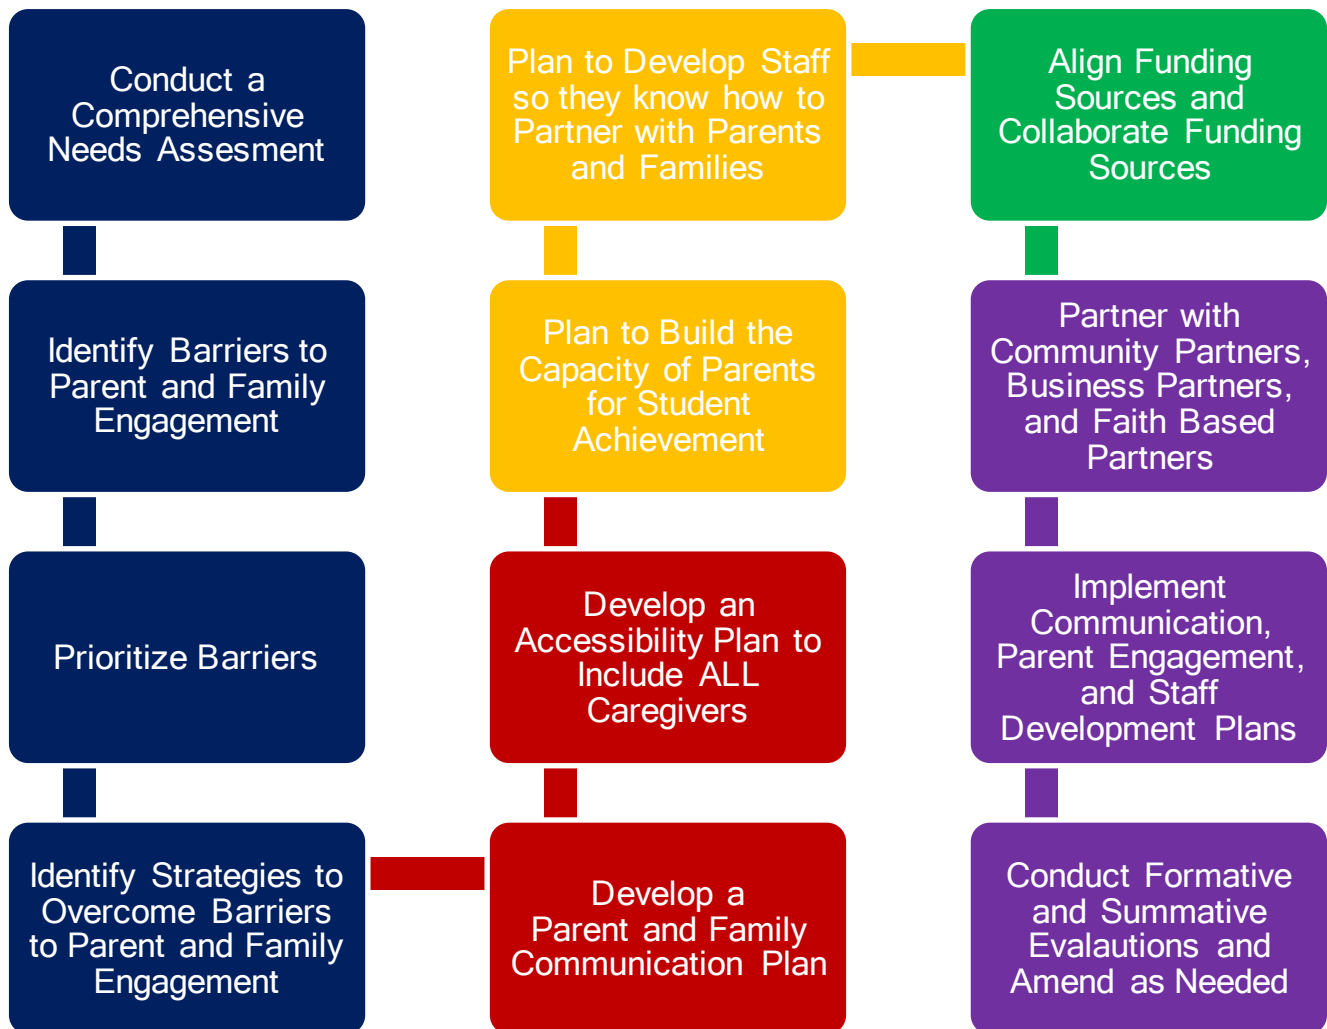 Conduct a
Comprehensive
Needs Assesment
Identify Barriers to
Parent and Family
Engagement
Prioritize Barriers
Identify Strategies to
Overcome Barriers
to Parent and Family
Engagement
Develop a
Parent and Family
Communication Plan
Develop an
Accessibility Plan to
Include ALL
Caregivers
Plan to Build the
Capacity of Parents
for Student
Achievement
Plan to Develop Staff
so they know how to
Partner with Parents
and Families
Align Funding
Sources and
Collaborate Funding
Sources
Partner with
Community Partners,
Business Partners,
and Faith Based
Partners
Implement
Communication,
Parent Engagement,
and Staff
Development Plans
Conduct Formative
and Summative
Evalautions and
Amend as Needed